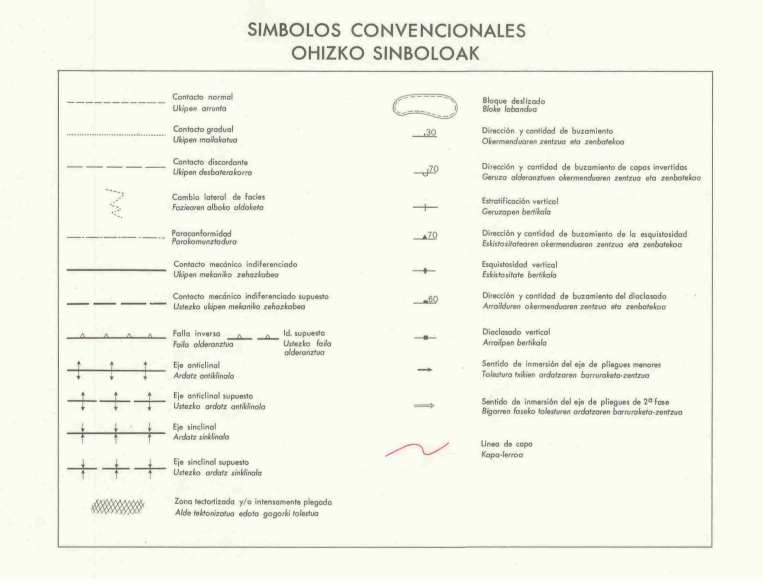 SIMBOLOS CONVENCIONALES
OHIZKO SINBOLOAK
Contacto normal
Ukipen arrunta
Contacto gradual
Ukipen mailakatua
Contacto discordante
Ukipen desbaterakorra
Cambio lateral de facies
Faziearen alboko aldaketa
Paraconformidad
Parakomunztadura
Contacto mecánico indiferenciado
Ukipen mekaniko zehazkabea
Contacto mecánico indiferenciado supuesto
Ustezko ukipen mekaniko zehazkabea
Falla inversa
Faila alderanztua
Id. supuesto
Ustezko faila
alderanztua
Eje anticlinal
Ardatz antiklinala
Eje anticlinal supuesto
Ustezko ardatz antiklinala
Eje sinclinal
Ardatz sinklinala
Eje sinclinal supuesto
Ustezko ardatz sinklinala
Zona tectonizada y/o intensamente plegada
Alde tektonizatua edota gogorki tolestua
Bloque deslizado
Bloke labandua
30
Dirección y cantidad de buzamiento
Okermenduaren zentzua eta zenbatekoa
70
Dirección y cantidad de buzamiento de capas invertidas
Geruza alderanztuen okermenduaren zentzua eta zenbatekoa
Estratificación vertical
Geruzapen bertikala
70
Dirección y cantidad de buzamiento de la esquistosidad
Eskistositatearen okermenduaren zentzua eta zenbatekoa
Esquistosidad vertical
Eskistositate bertikala
60
Dirección y cantidad de buzamiento del diaclasado
Arrailduren okermenduaren zentzua eta zenbatekoa
Diaclasado vertical
Arrailpen bertikala
Sentido de inmersión del eje de pliegues menores
Tolestura txikien ardatzaren barruraketa-zentzua
Sentido de inmersión del eje de pliegues de 2ª fase
Bigarren faseko tolesturen ardatzaren barruraketa-zentzua
Linea de capa
Kapa-lerroa